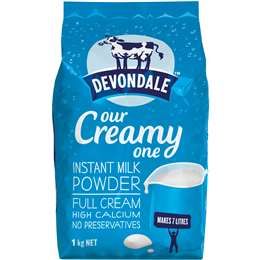 DEVONDALE
our
Creamy
one
INSTANT MILK
POWDER
FULL CREAM
HIGH CALCIUM
NO PRESERVATIVES
1kg NET
MAKES 7 LITRES